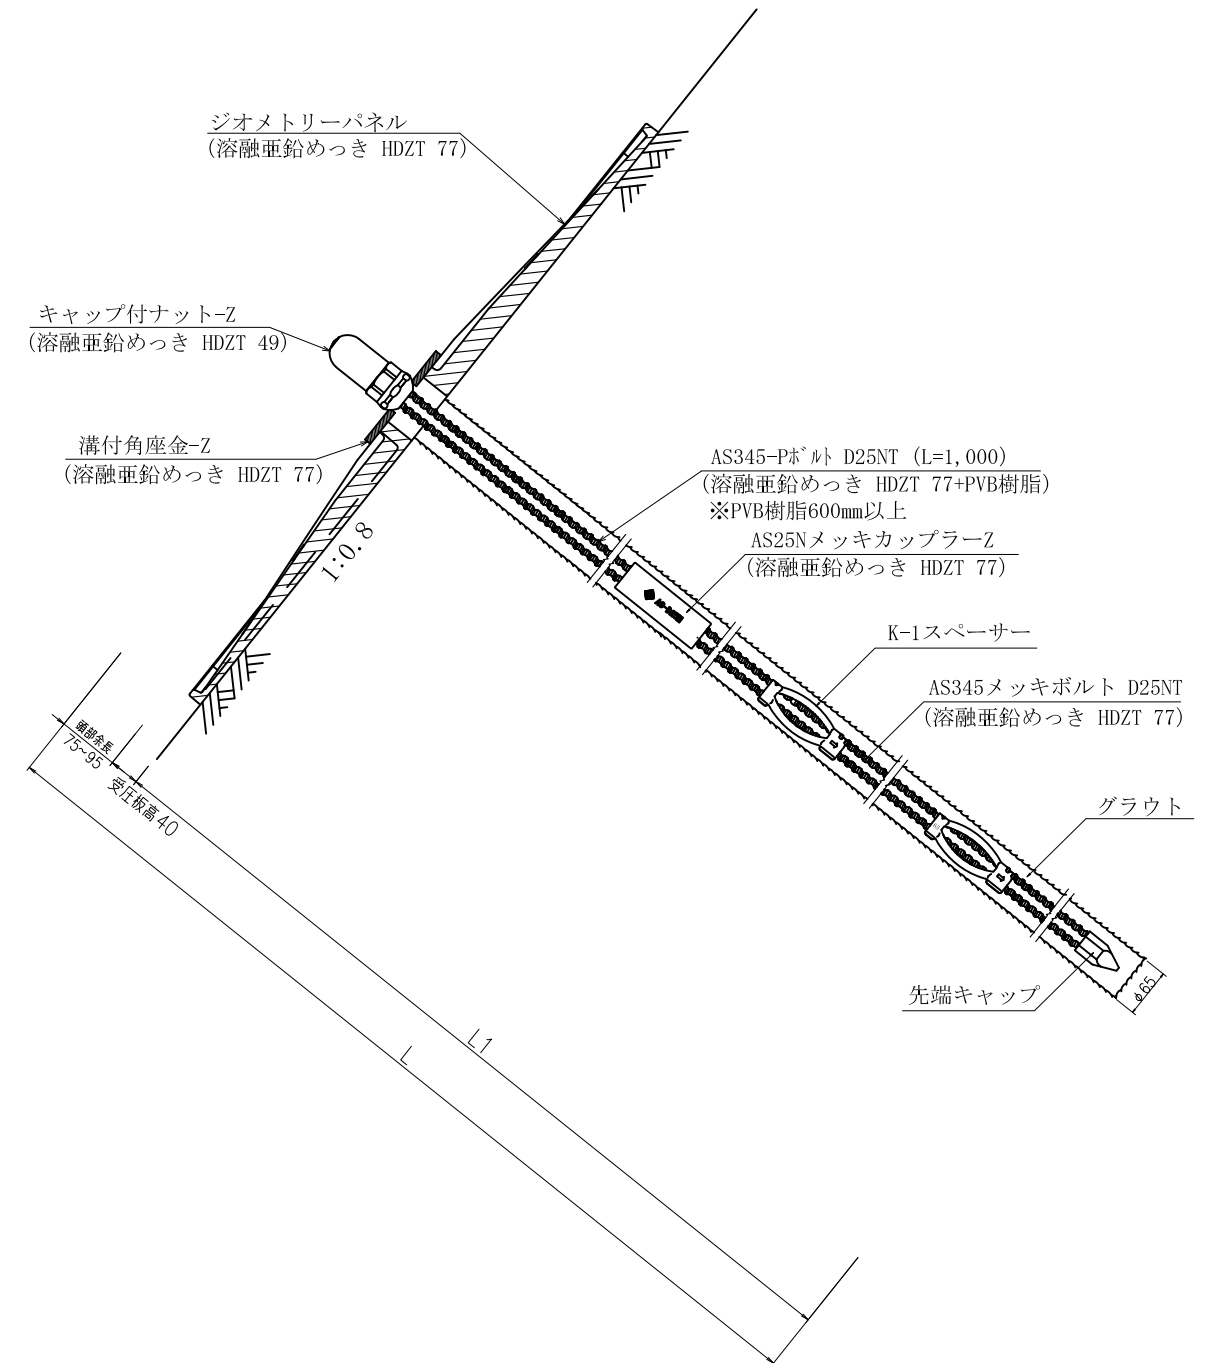 ジオメトリーパネル
(溶融亜鉛めっき HDZT 77)
キャップ付ナット-Z
(溶融亜鉛めっき HDZT 49)
溝付角座金-Z
(溶融亜鉛めっき HDZT 77)
1:0.8
AS345-Pﾎﾞﾙﾄ D25NT (L=1,000)
(溶融亜鉛めっき HDZT 77+PVB樹脂)
※PVB樹脂600mm以上
AS25NメッキカップラーZ
(溶融亜鉛めっき HDZT 77)
K-1スペーサー
AS345メッキボルト D25NT
(溶融亜鉛めっき HDZT 77)
グラウト
先端キャップ
φ65
頭部余長
75~95
受圧板高40
L1
L